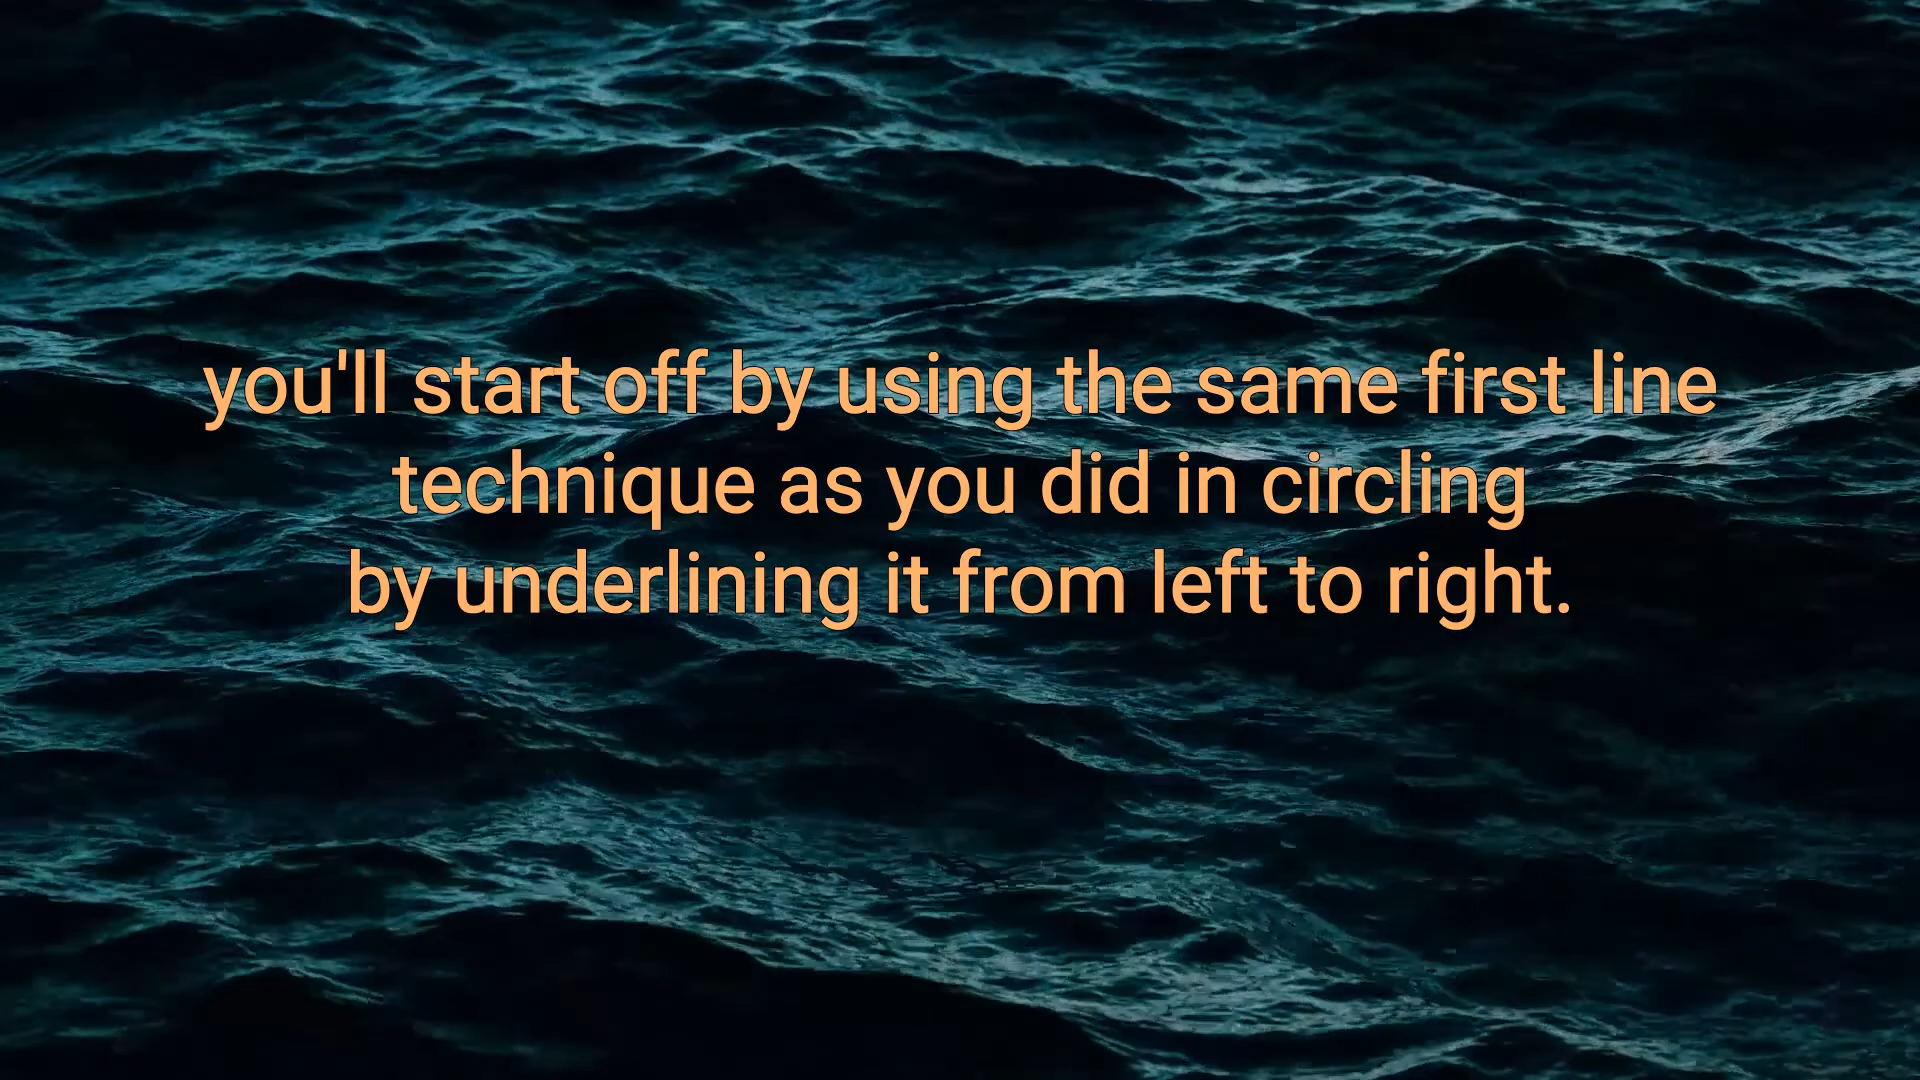 you'll start off by using the same first line
technique as you did in circling
by underlining it from left to right.